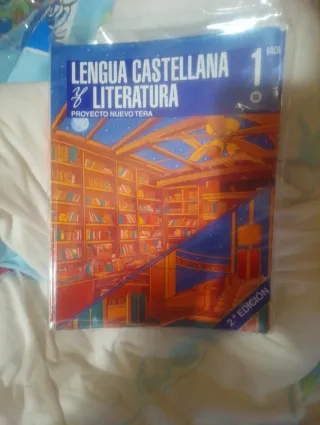 LENGUA CASTELLANA
1
y LITERATURA
PROYECTO NUEVO TERA
2.ª EDICIÓN